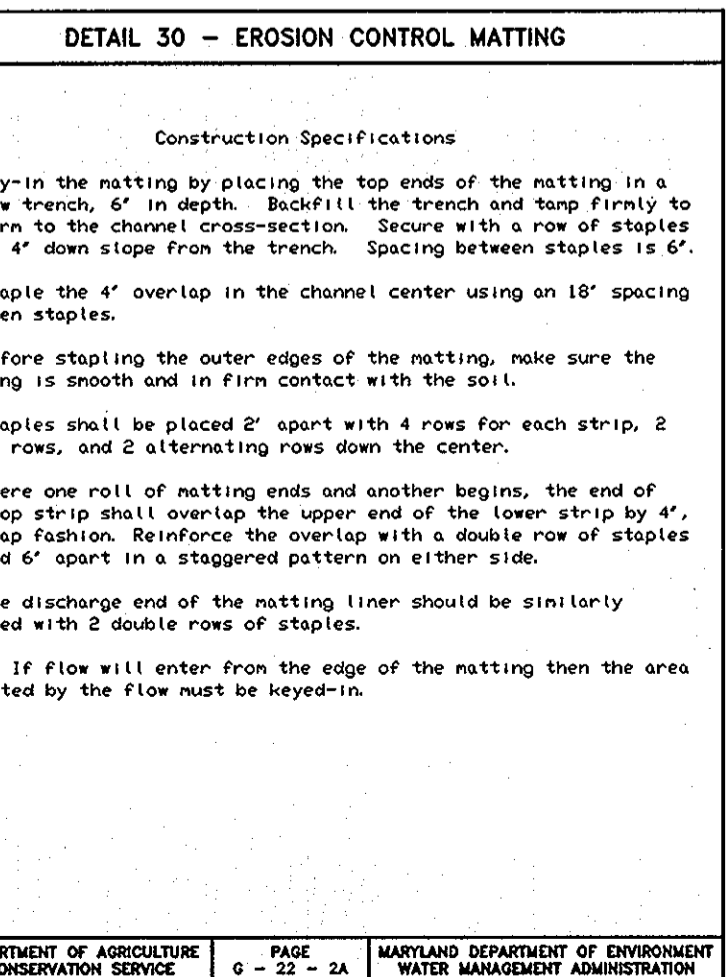 DETAIL 30 – EROSION CONTROL MATTING
Construction Specifications
y-in the matting by placing the top ends of the matting in a
w trench, 6" in depth. Backfill the trench and tamp firmly to
rm to the channel cross-section. Secure with a row of staples
4" down slope from the trench. Spacing between staples is 6".
aple the 4" overlap in the channel center using an 18" spacing
en staples.
fore stapling the outer edges of the matting, make sure the
ng is smooth and in firm contact with the soil.
aples shall be placed 2' apart with 4 rows for each strip, 2
rows, and 2 alternating rows down the center.
ere one roll of matting ends and another begins, the end of
op strip shall overlap the upper end of the lower strip by 4",
ap fashion. Reinforce the overlap with a double row of staples
d 6" apart in a staggered pattern on either side.
e discharge end of the matting liner should be similarly
ed with 2 double rows of staples.
If flow will enter from the edge of the matting then the area
ted by the flow must be keyed-in.
RTMENT OF AGRICULTURE
ONSERVATION SERVICE
PAGE
G – 22 – 2A
MARYLAND DEPARTMENT OF ENVIRONMENT
WATER MANAGEMENT ADMINISTRATION